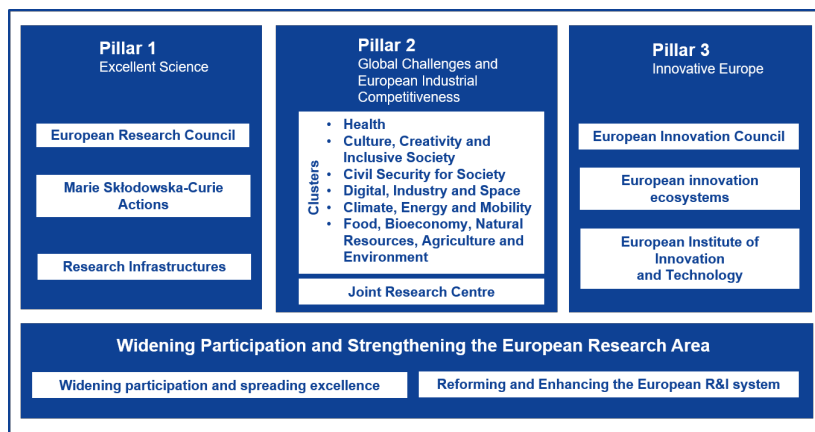 Pillar 1
Excellent Science
European Research Council
Marie Skłodowska-Curie
Actions
Research Infrastructures
Pillar 2
Global Challenges and
European Industrial
Competitiveness
Clusters
• Health
• Culture, Creativity and
Inclusive Society
• Civil Security for Society
• Digital, Industry and Space
• Climate, Energy and Mobility
• Food, Bioeconomy, Natural
Resources, Agriculture and
Environment
Joint Research Centre
Pillar 3
Innovative Europe
European Innovation Council
European innovation
ecosystems
European Institute of
Innovation
and Technology
Widening Participation and Strengthening the European Research Area
Widening participation and spreading excellence
Reforming and Enhancing the European R&I system